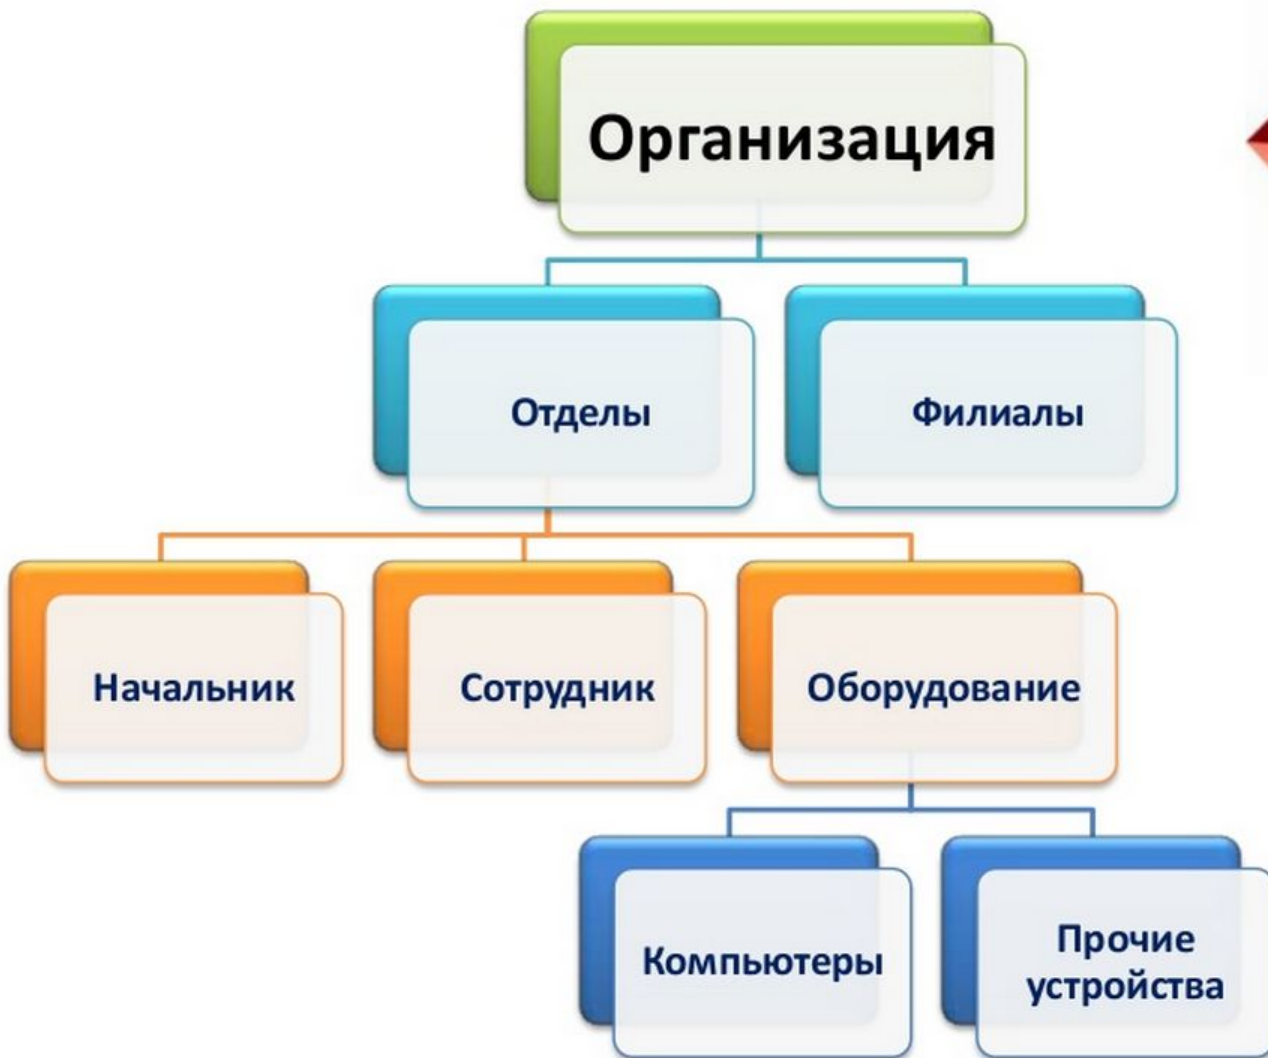 Организация
Отделы
Филиалы
Начальник
Сотрудник
Оборудование
Компьютеры
Прочие
устройства